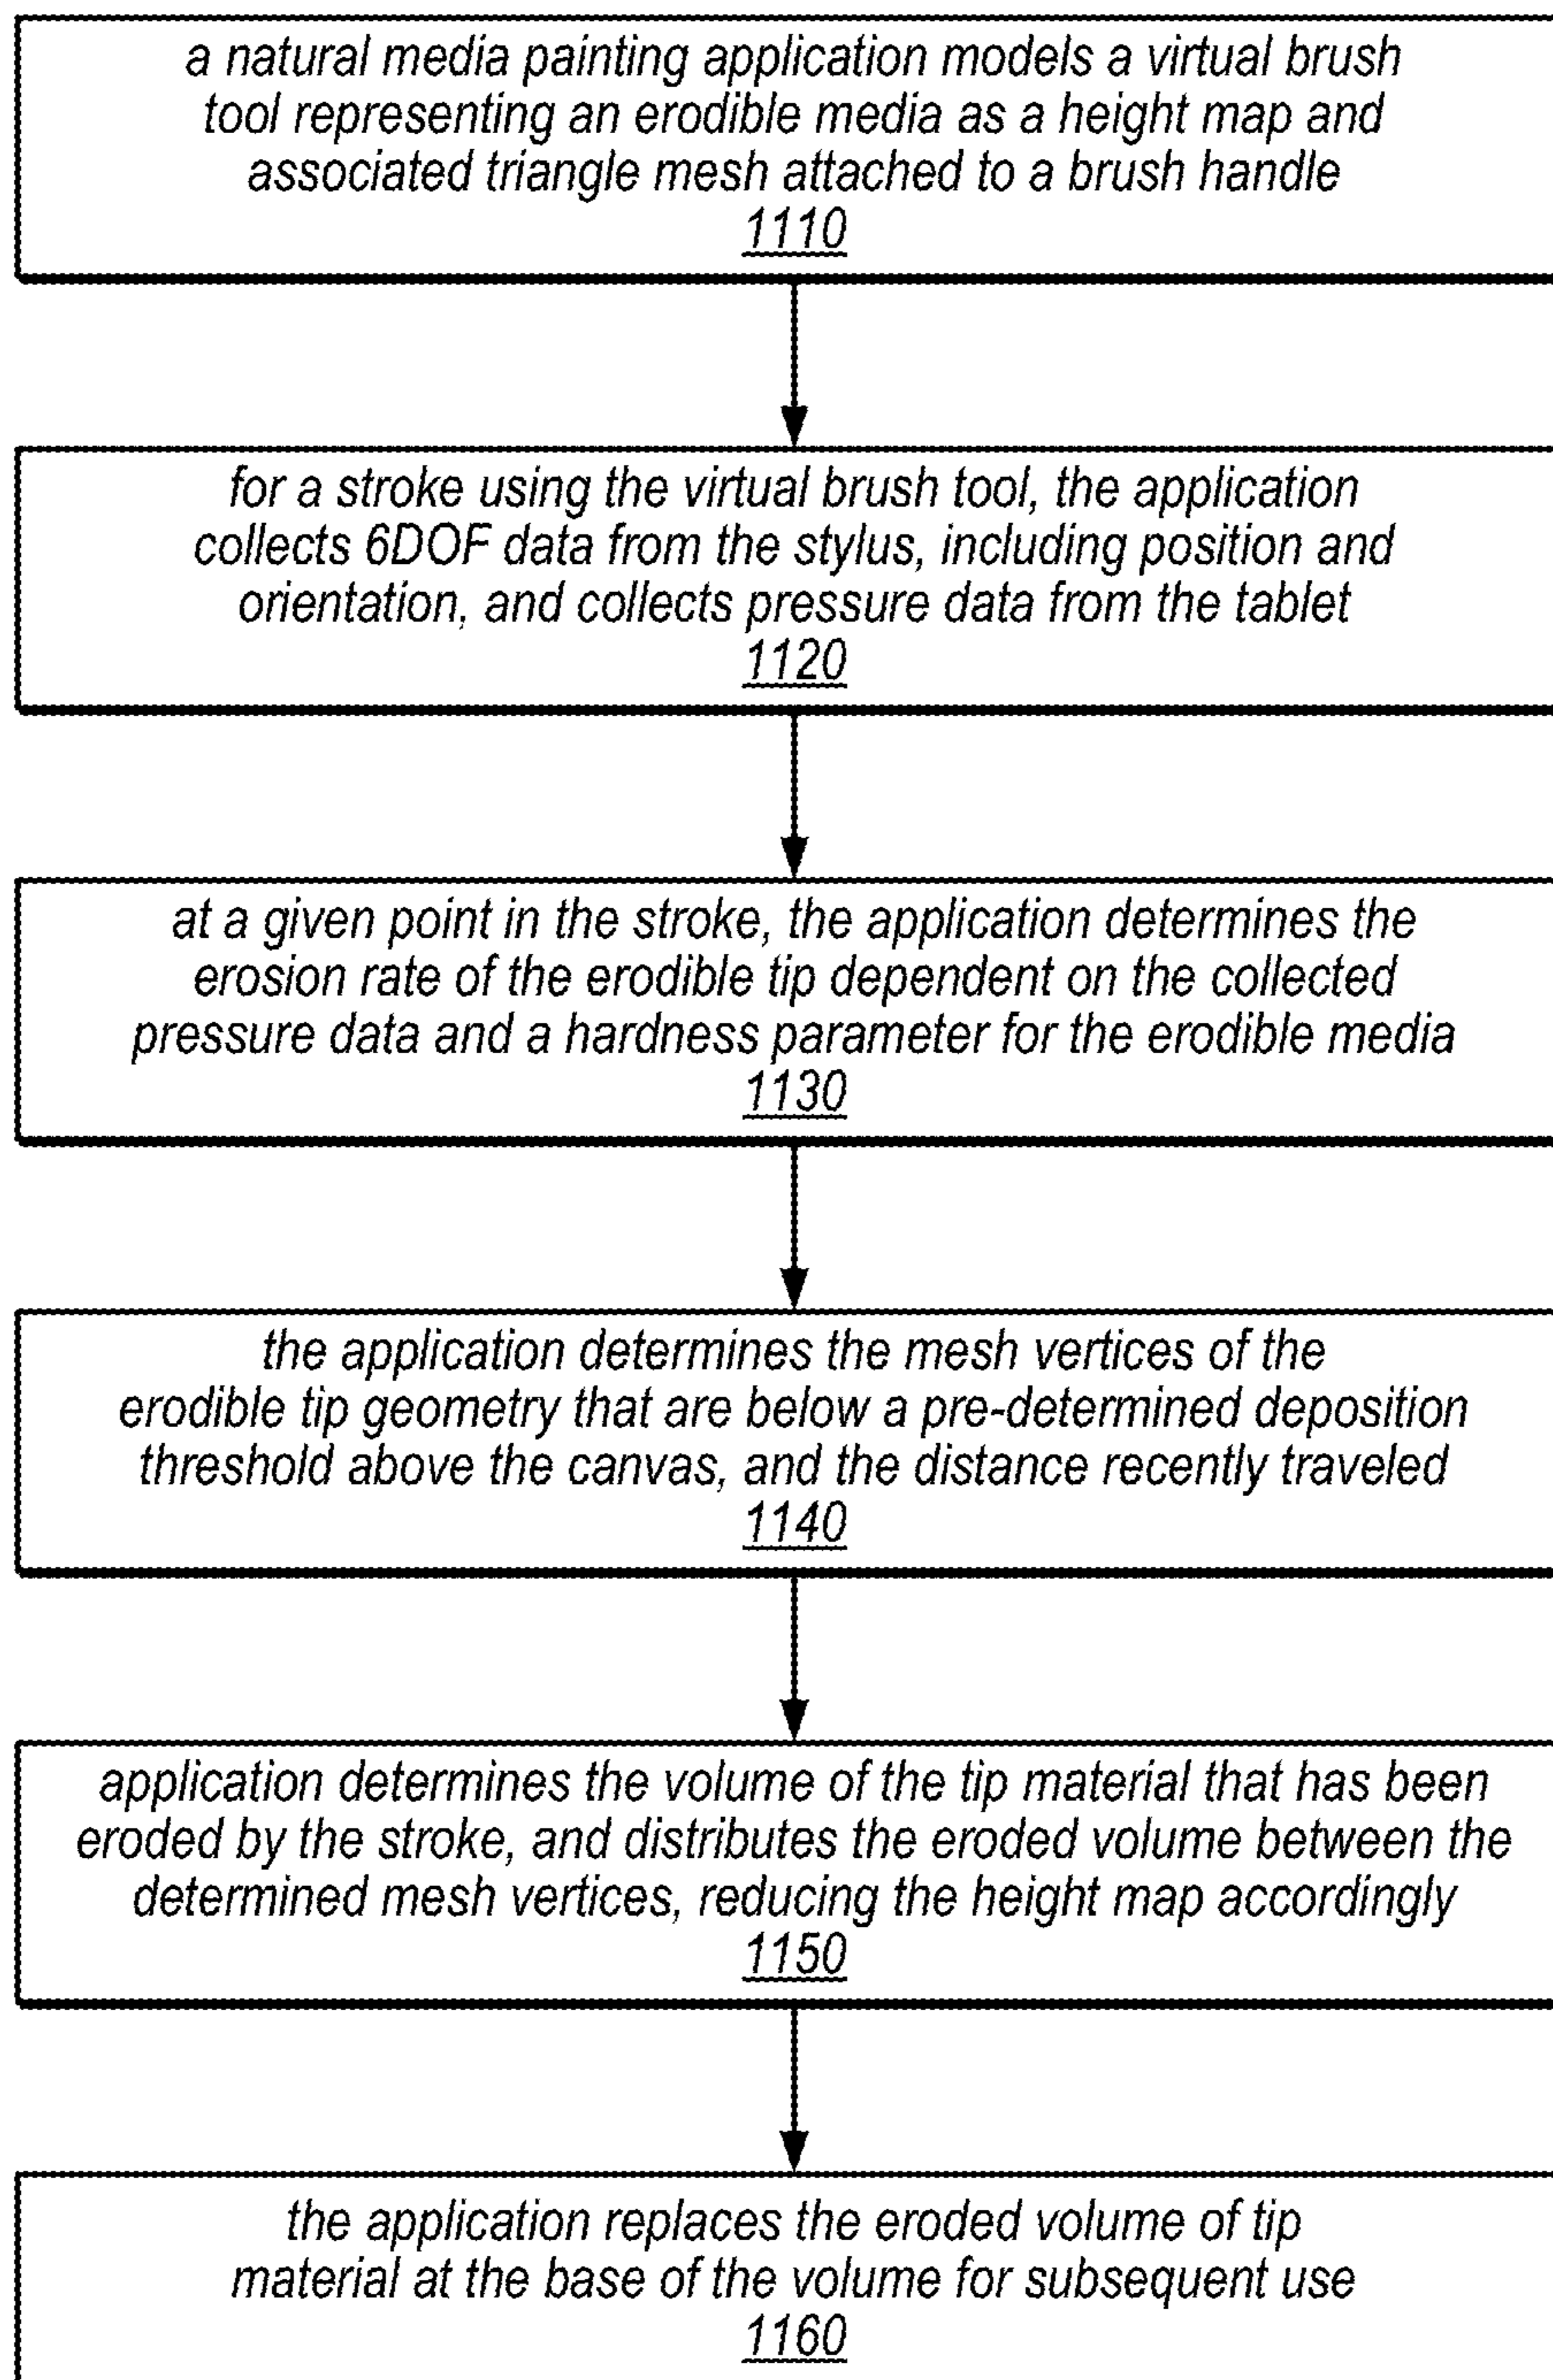 a natural media painting application models a virtual brush
tool representing an erodible media as a height map and
associated triangle mesh attached to a brush handle
1110
for a stroke using the virtual brush tool, the application
collects 6DOF data from the stylus, including position and
orientation, and collects pressure data from the tablet
1120
at a given point in the stroke, the application determines the
erosion rate of the erodible tip dependent on the collected
pressure data and a hardness parameter for the erodible media
1130
the application determines the mesh vertices of the
erodible tip geometry that are below a pre-determined deposition
threshold above the canvas, and the distance recently traveled
1140
application determines the volume of the tip material that has been
eroded by the stroke, and distributes the eroded volume between the
determined mesh vertices, reducing the height map accordingly
1150
the application replaces the eroded volume of tip
material at the base of the volume for subsequent use
1160